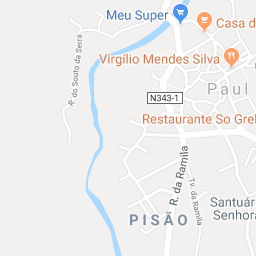 Meu Super
Casa d
Virgílio Mendes Silva
R. do Souto da Serra
N343-1
Paul
Restaurante So Grel
R. da Ramila
Tv. da Ramila
Santuár
Senhora
PISÃO